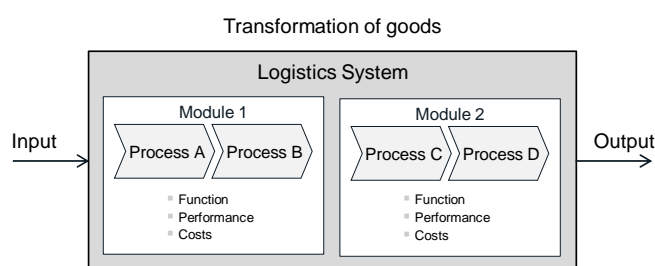 Transformation of goods
Logistics System
Module 1
Module 2
Input
Process A
Process B
Process C
Process D
Output
Function
Performance
Costs
Function
Performance
Costs